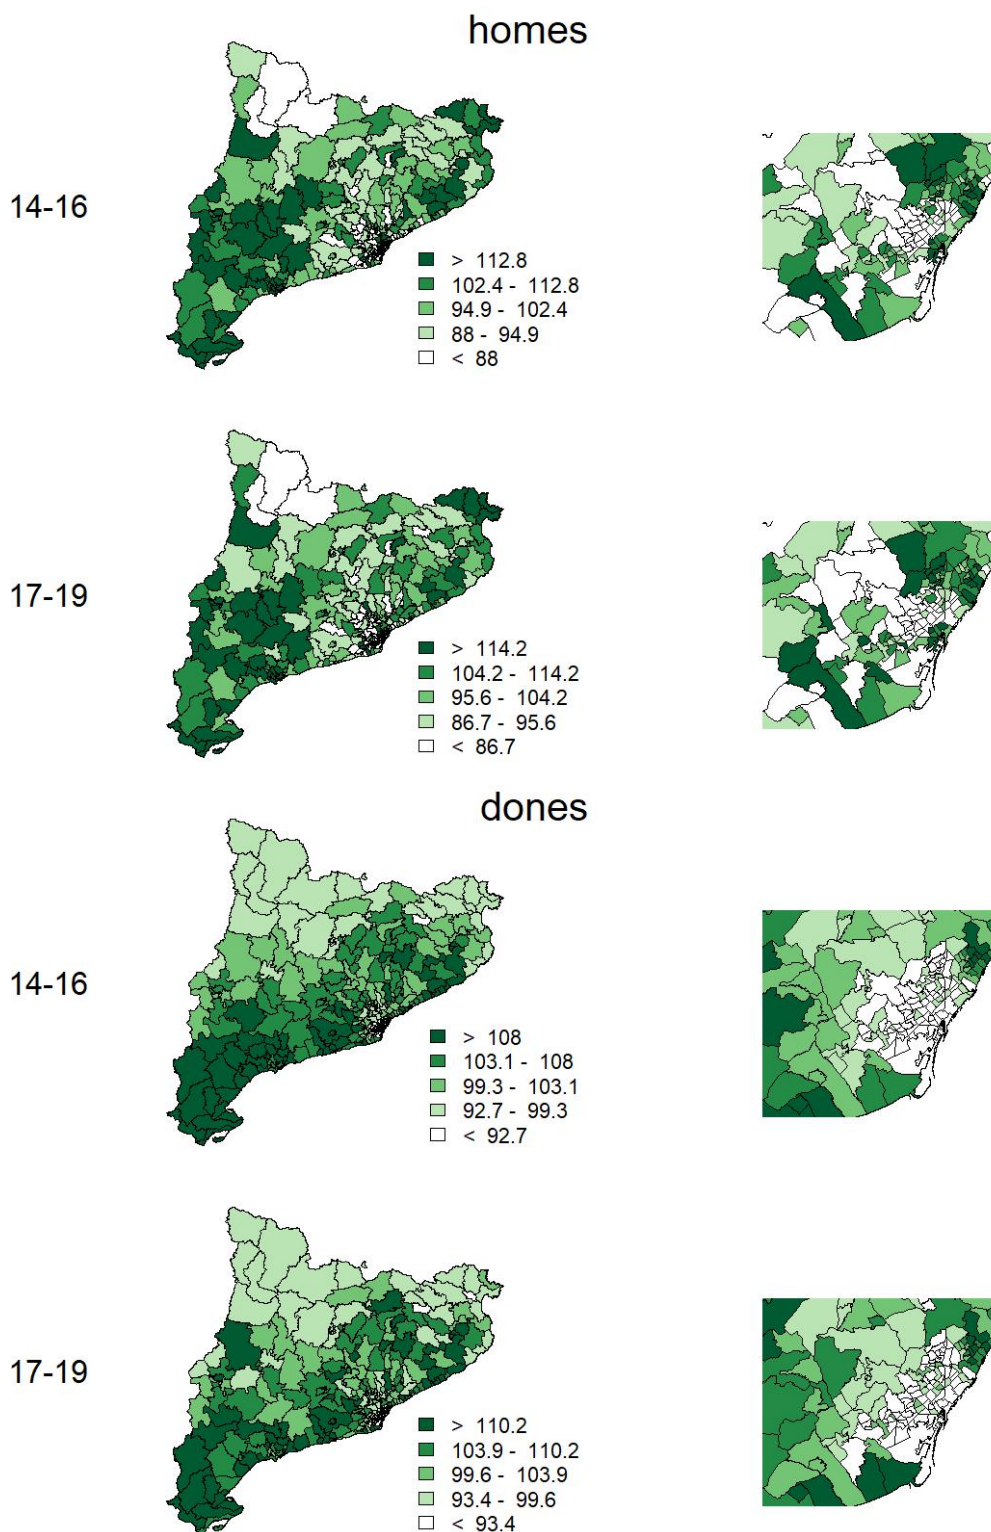 homes
14-16
> 112.8
102.4 - 112.8
94.9 - 102.4
88 - 94.9
< 88
17-19
> 114.2
104.2 - 114.2
95.6 - 104.2
86.7 - 95.6
< 86.7
dones
14-16
> 108
103.1 - 108
99.3 - 103.1
92.7 - 99.3
< 92.7
17-19
> 110.2
103.9 - 110.2
99.6 - 103.9
93.4 - 99.6
< 93.4